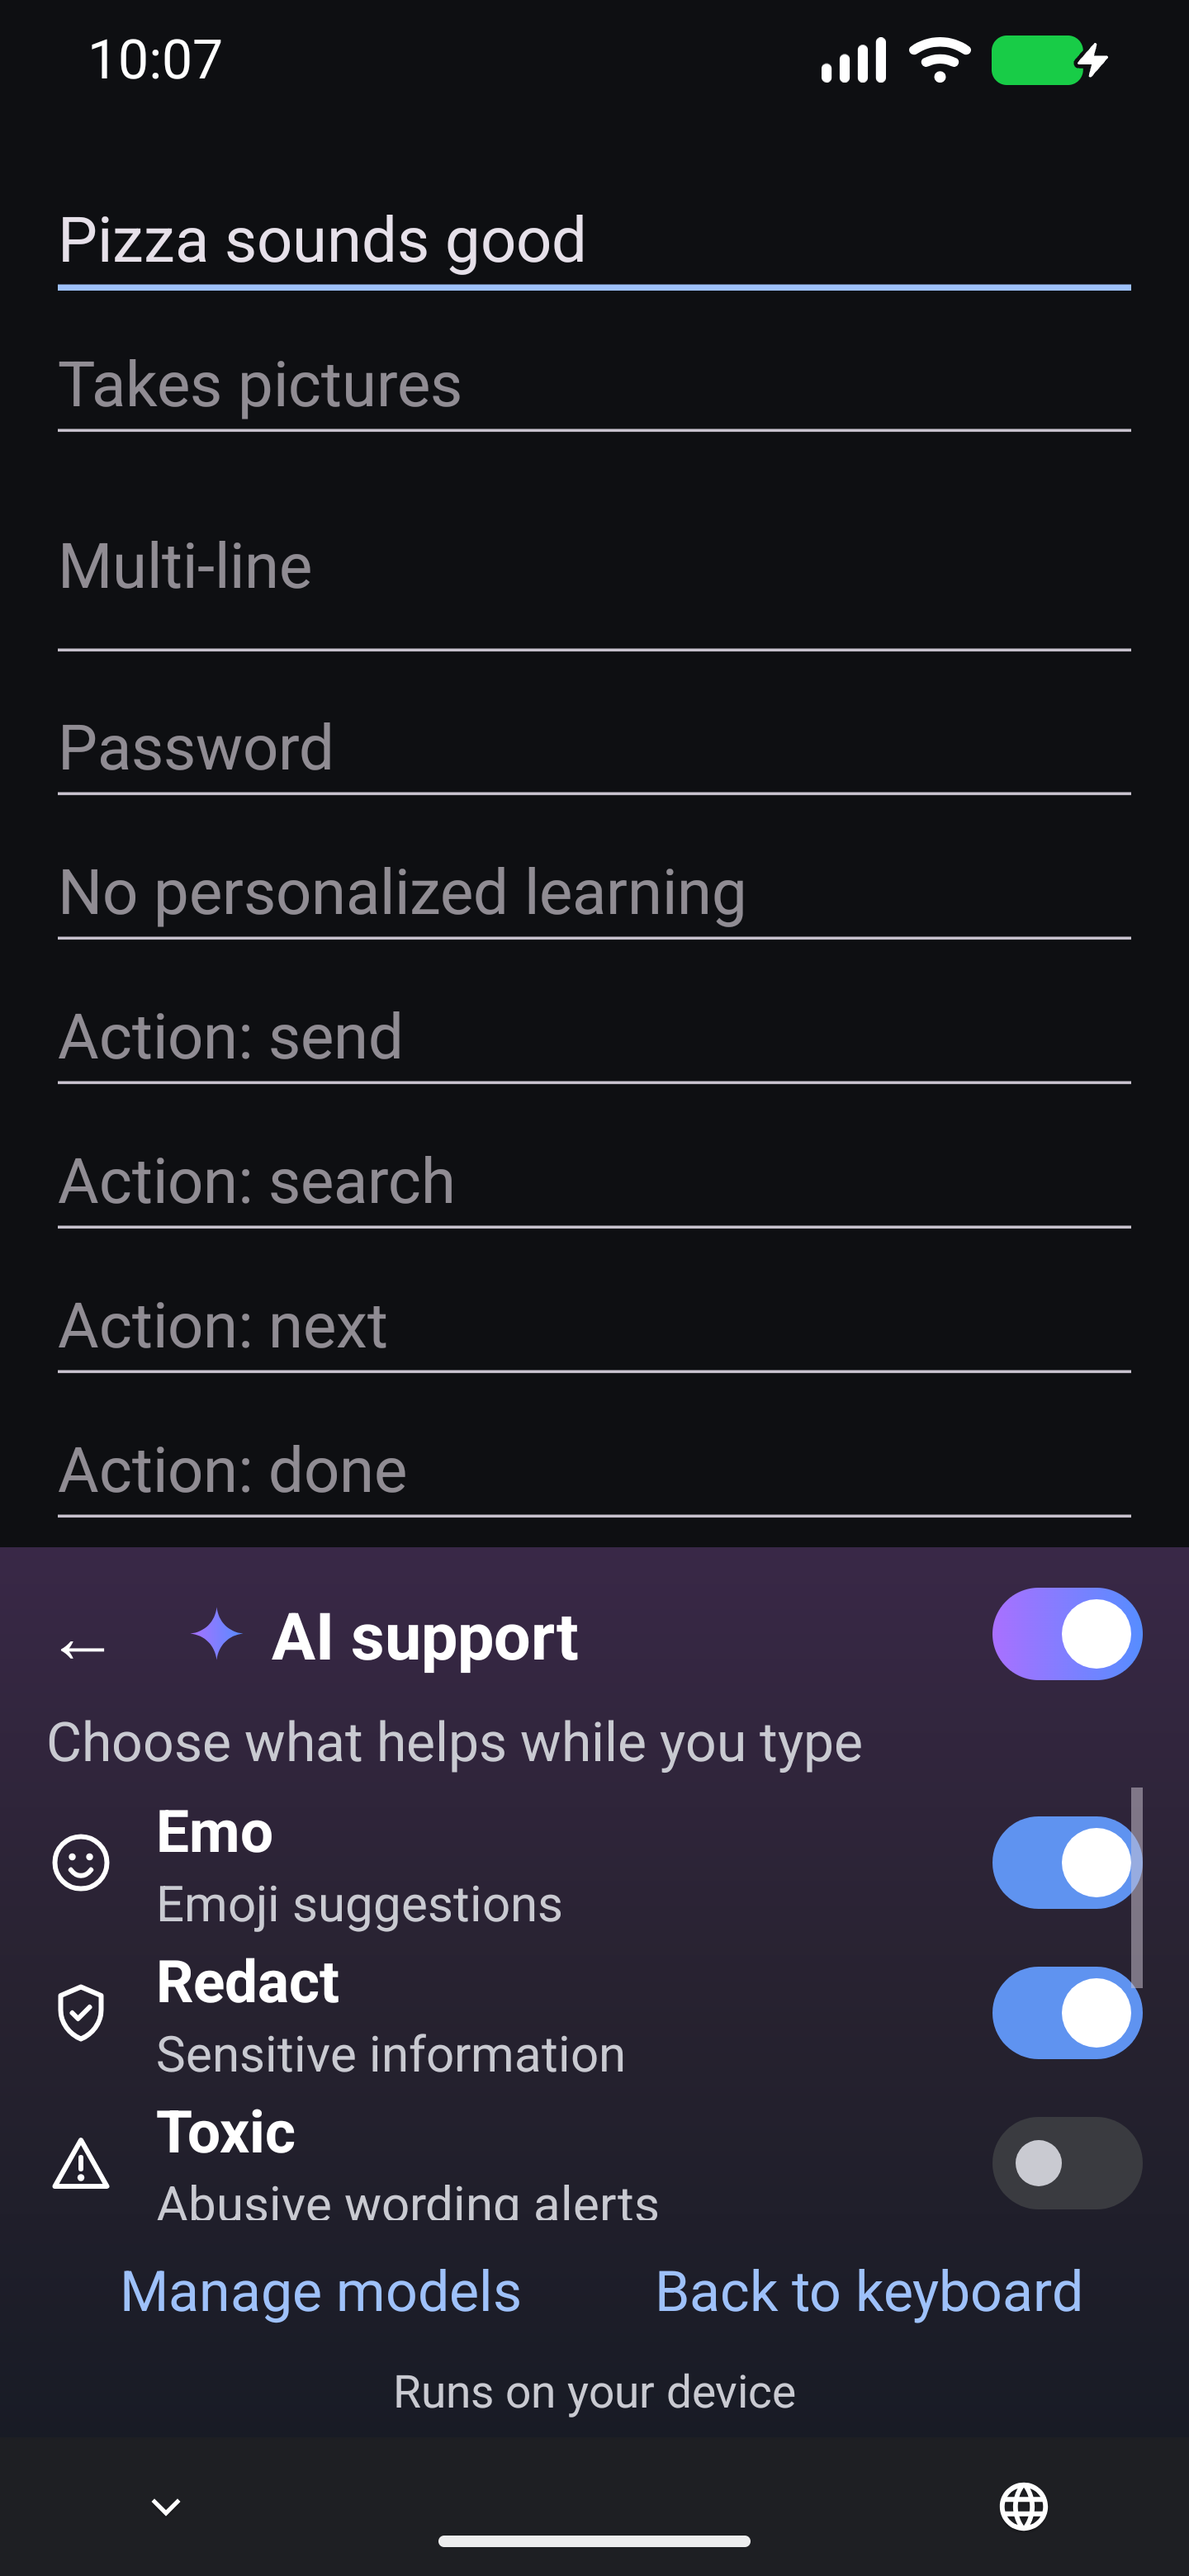 10:07
Pizza sounds good
Takes pictures
Multi-line
Password
No personalized learning
Action: send
Action: search
Action: next
Action: done
AI support
Choose what helps while you type
Emo
Emoji suggestions
Redact
Sensitive information
Toxic
Abusive wording alerts
Manage models
Back to keyboard
Runs on your device